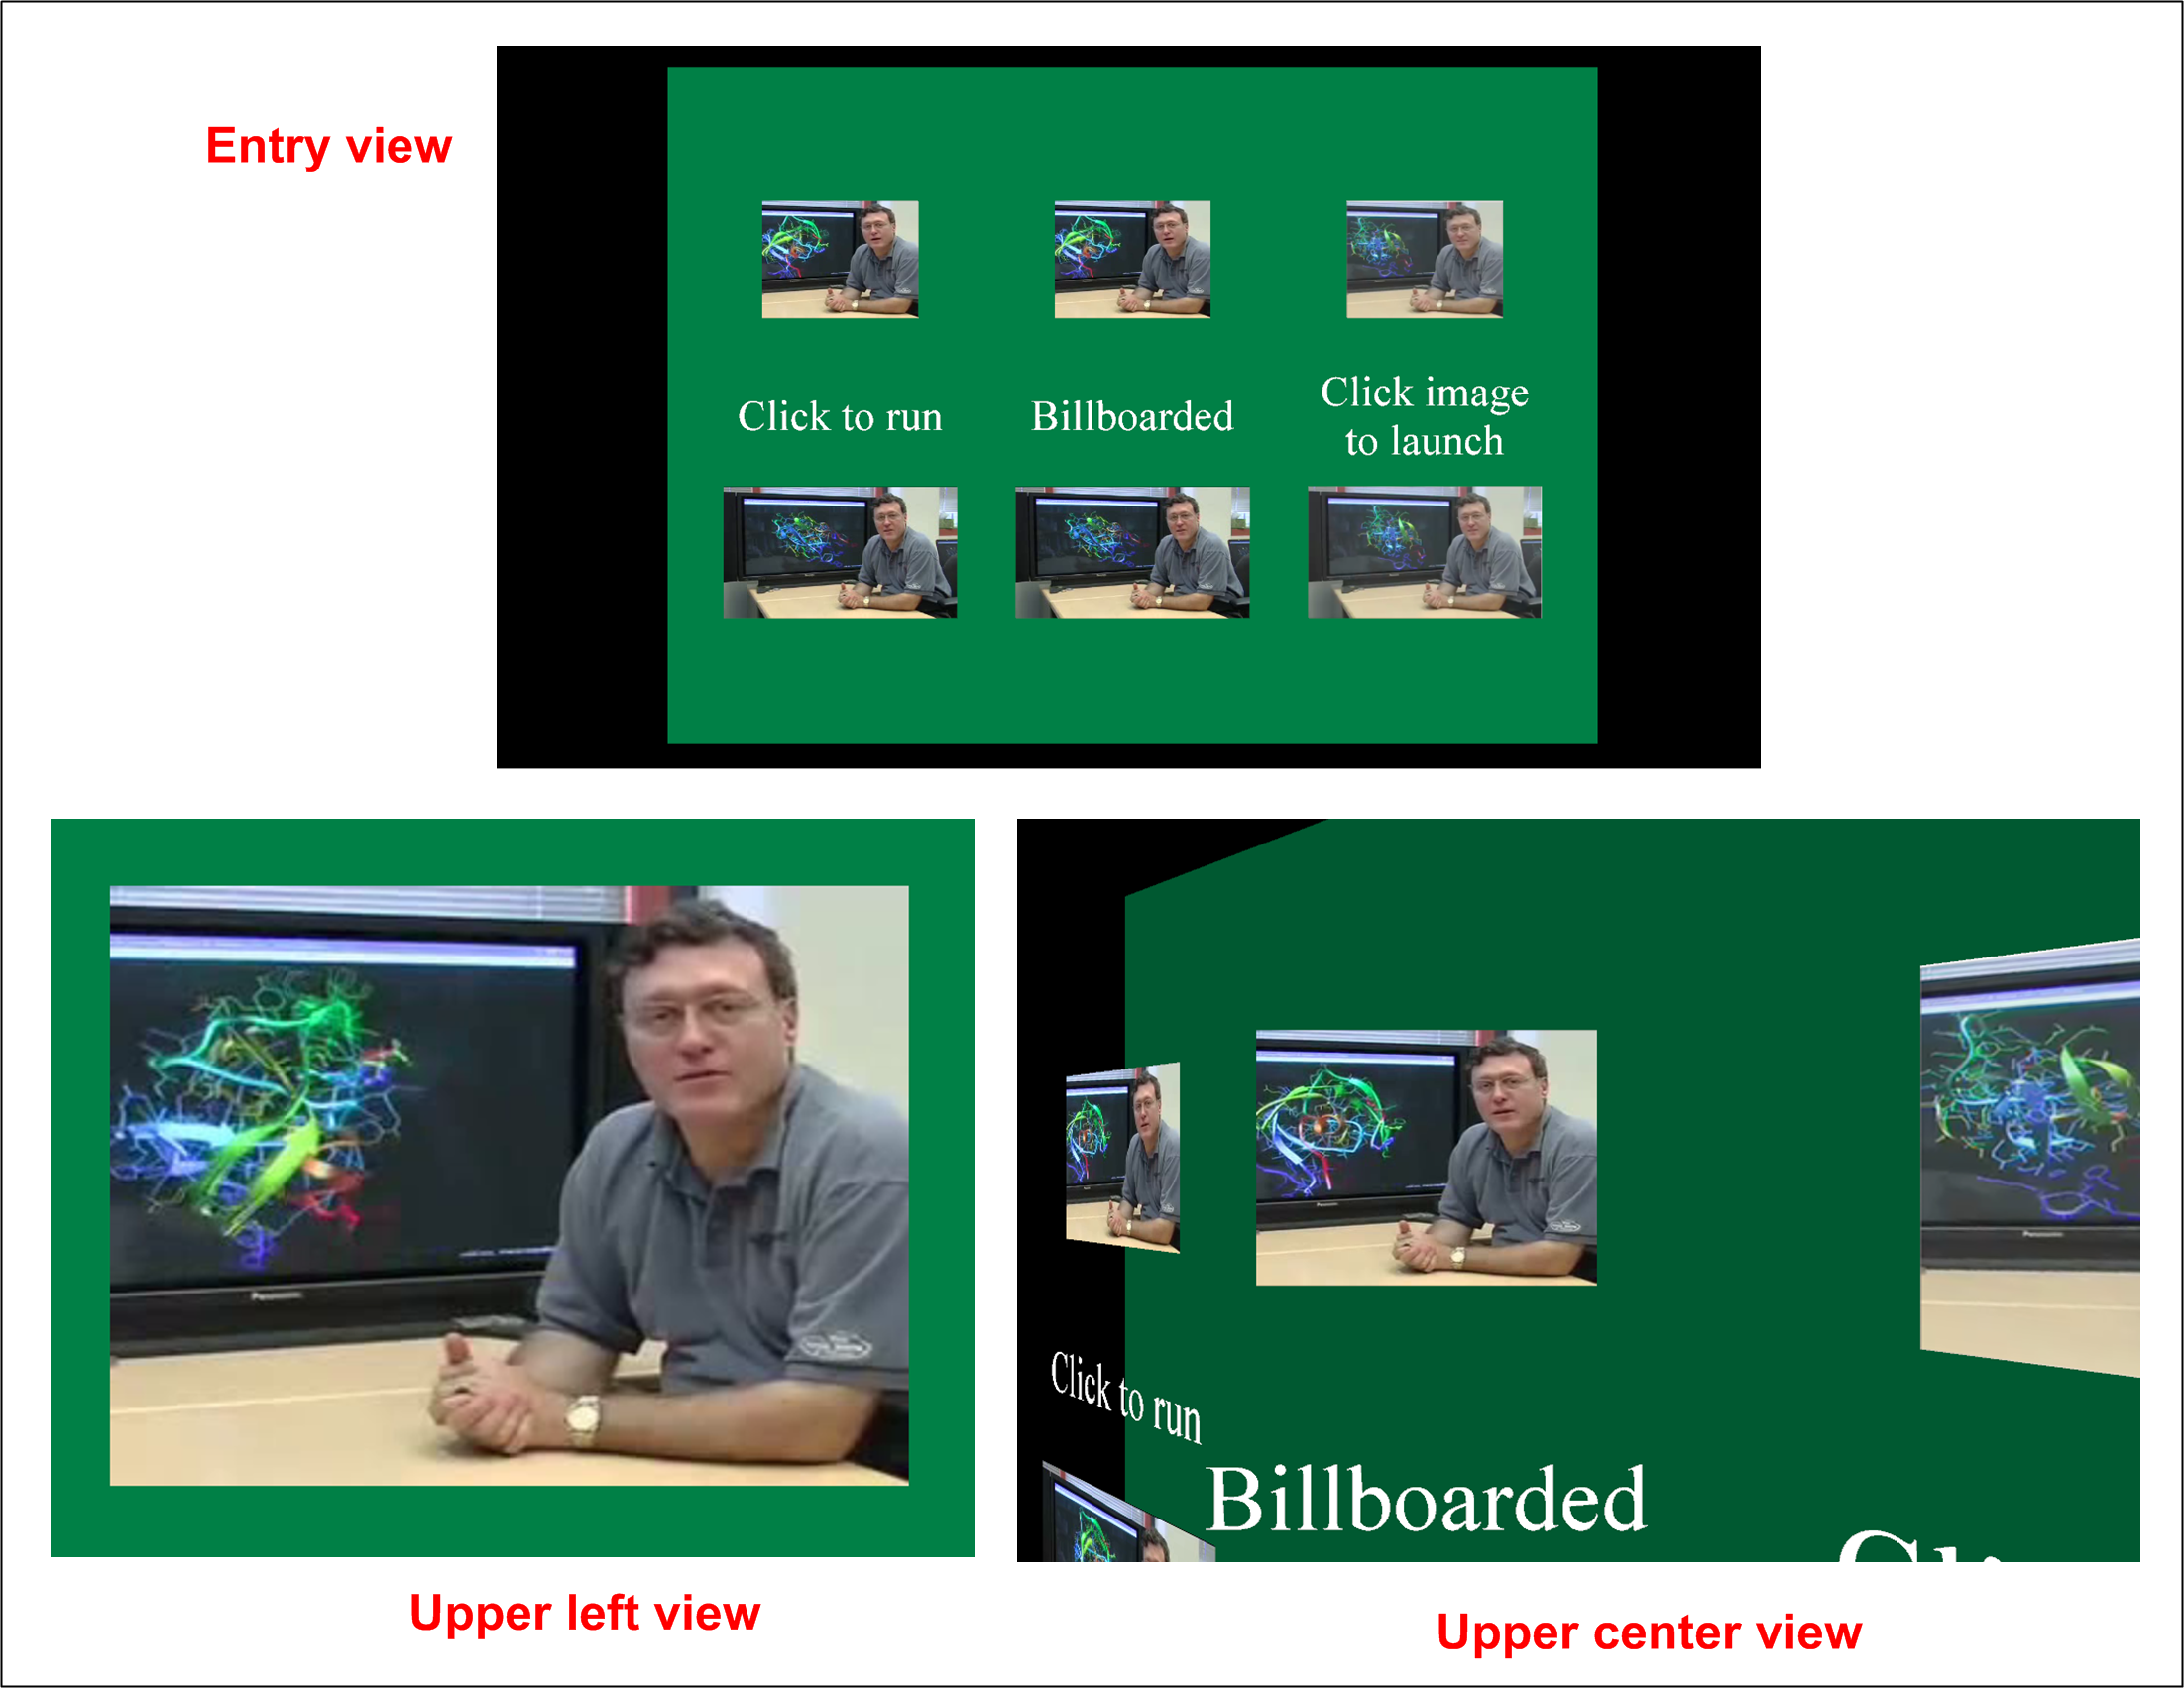 Entry view
Click to run
Billboarded
Click image
to launch
Click to run
Billboarded
Upper left view
Upper center view